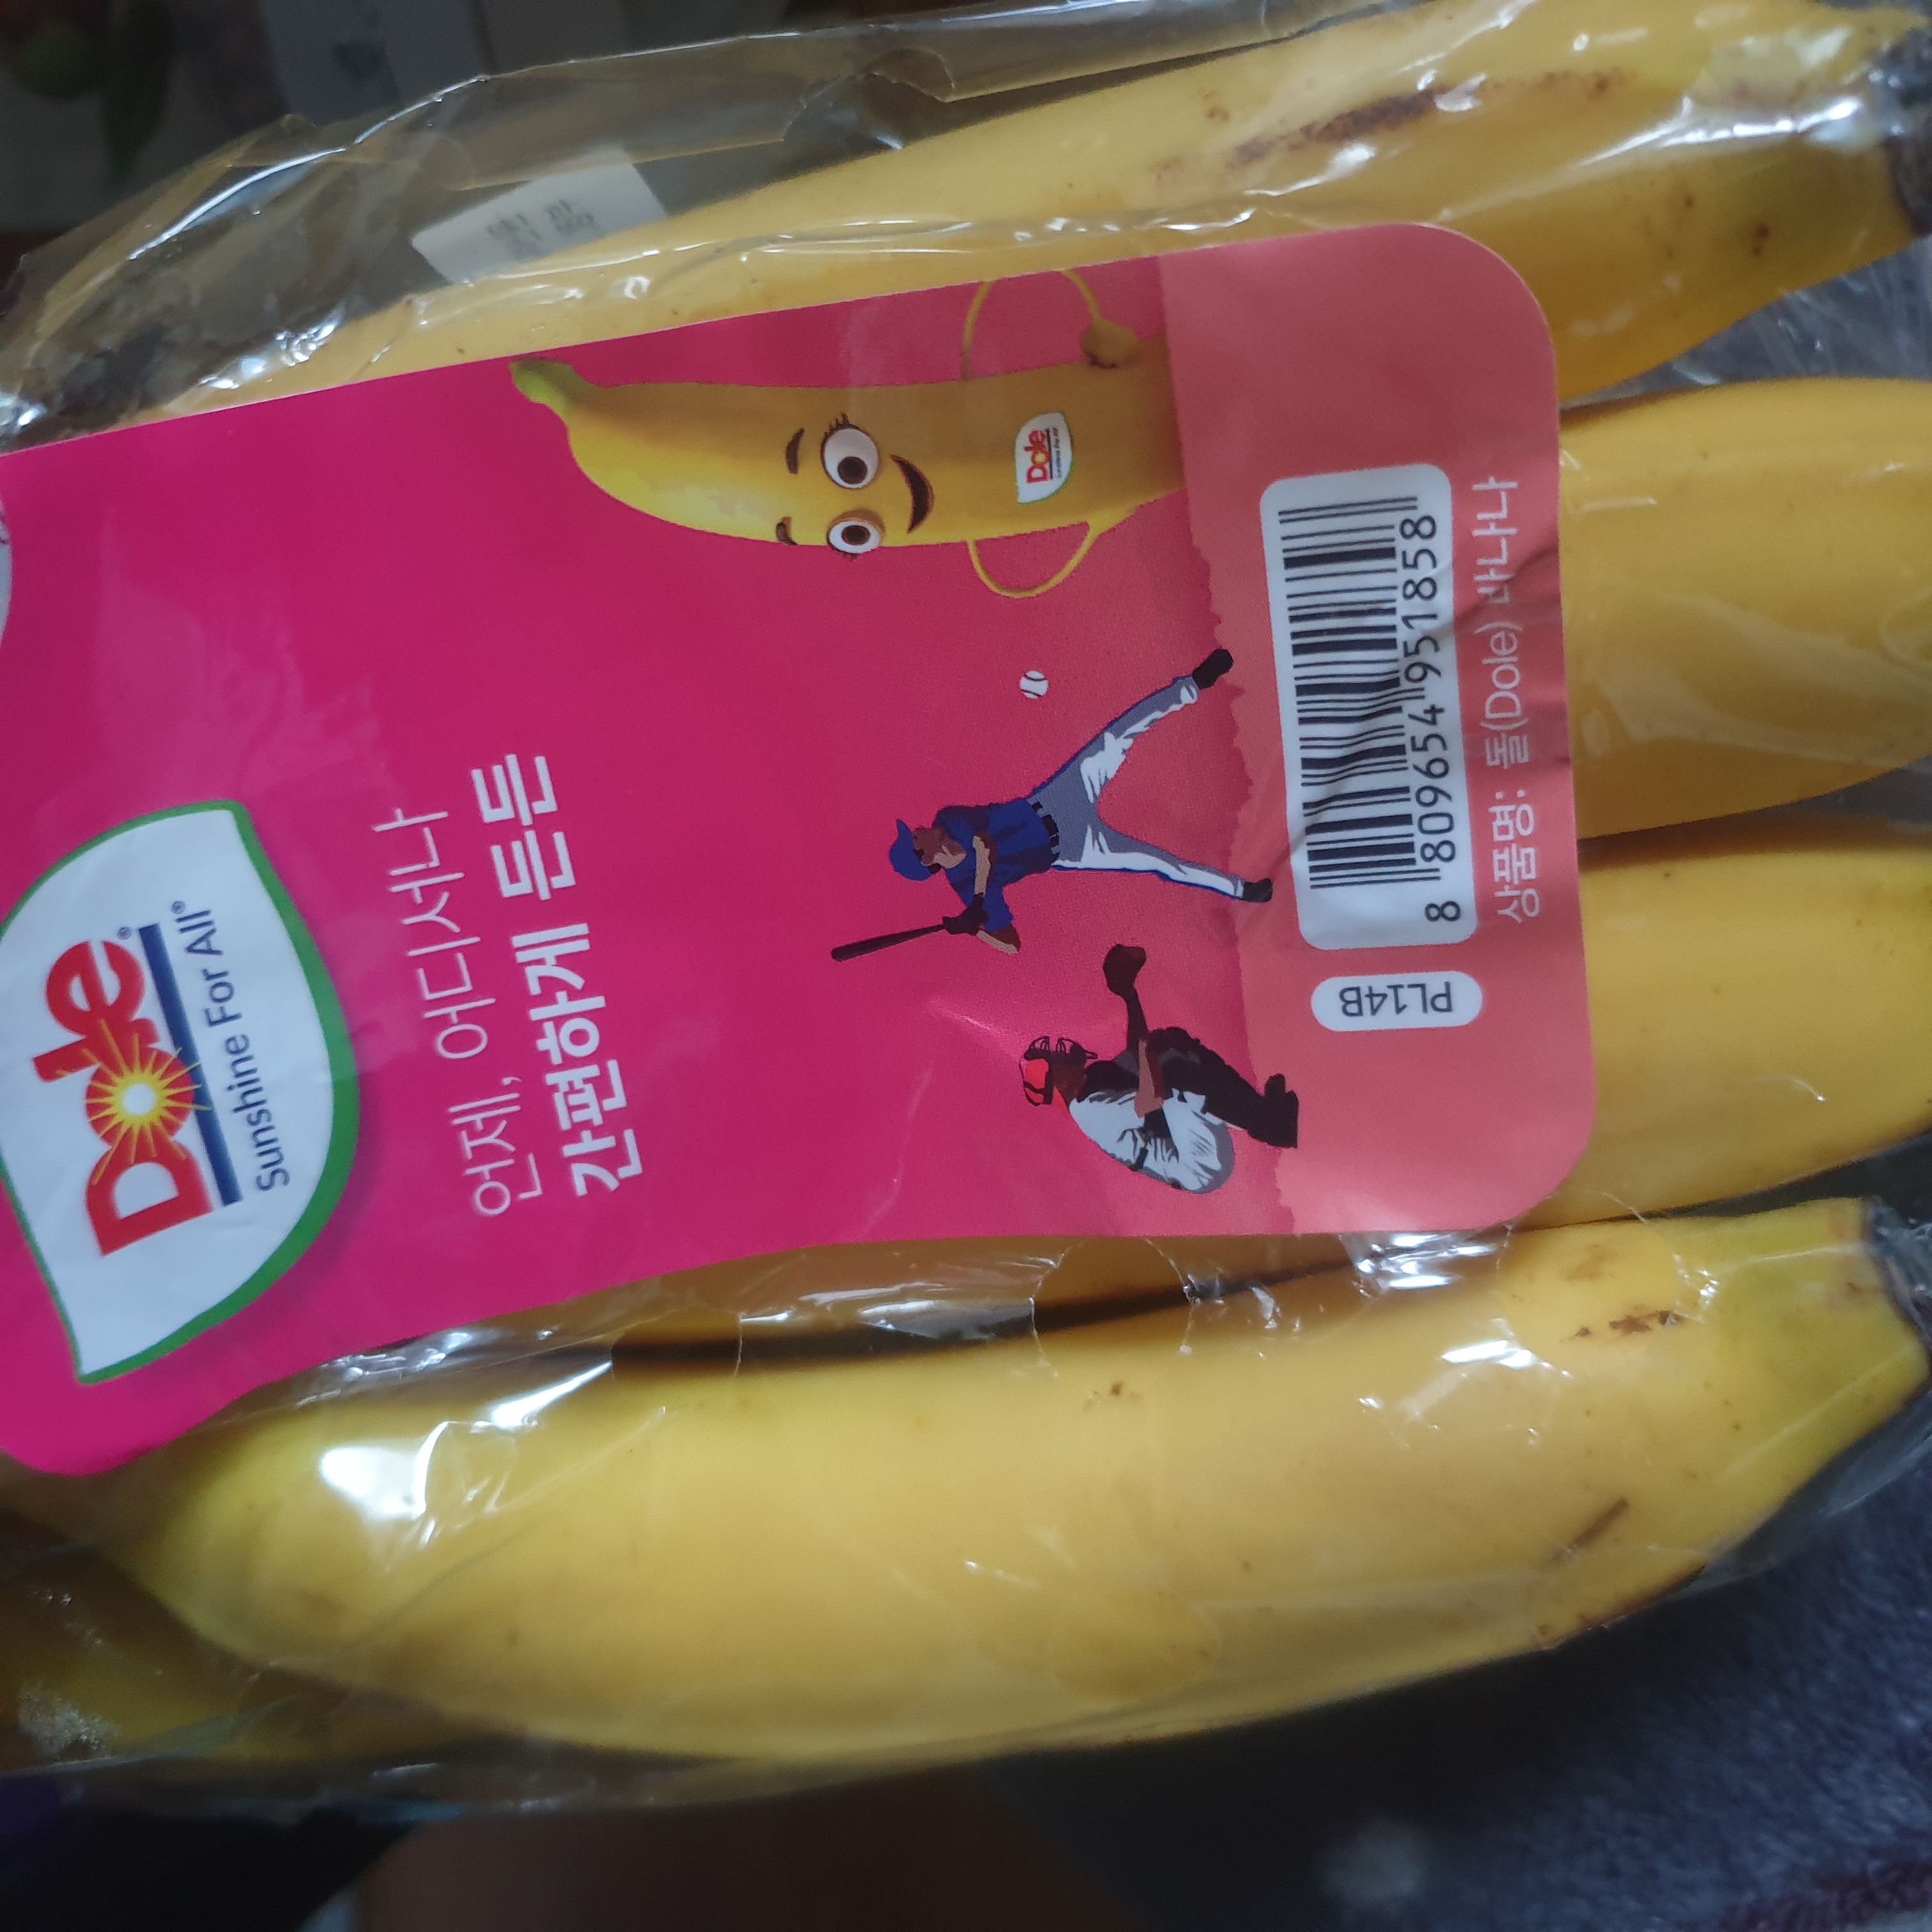 Dole®
Sunshine For All®
언제, 어디서나
간편하게 든든
Dole
PL14B
8 809654 951858
상품명: 돌(Dole) 바나나